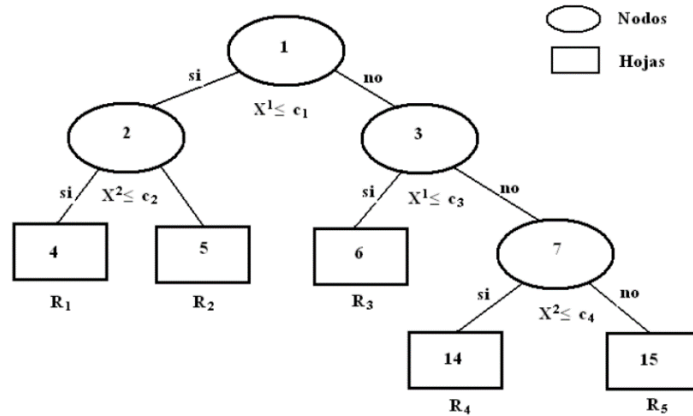 Nodos
Hojas
1
si
no
X¹≤ c₁
2
3
si
X²≤ c₂
si
X¹≤ c₃
no
4
5
6
7
R₁
R₂
R₃
si
X²≤ c₄
no
14
15
R₄
R₅